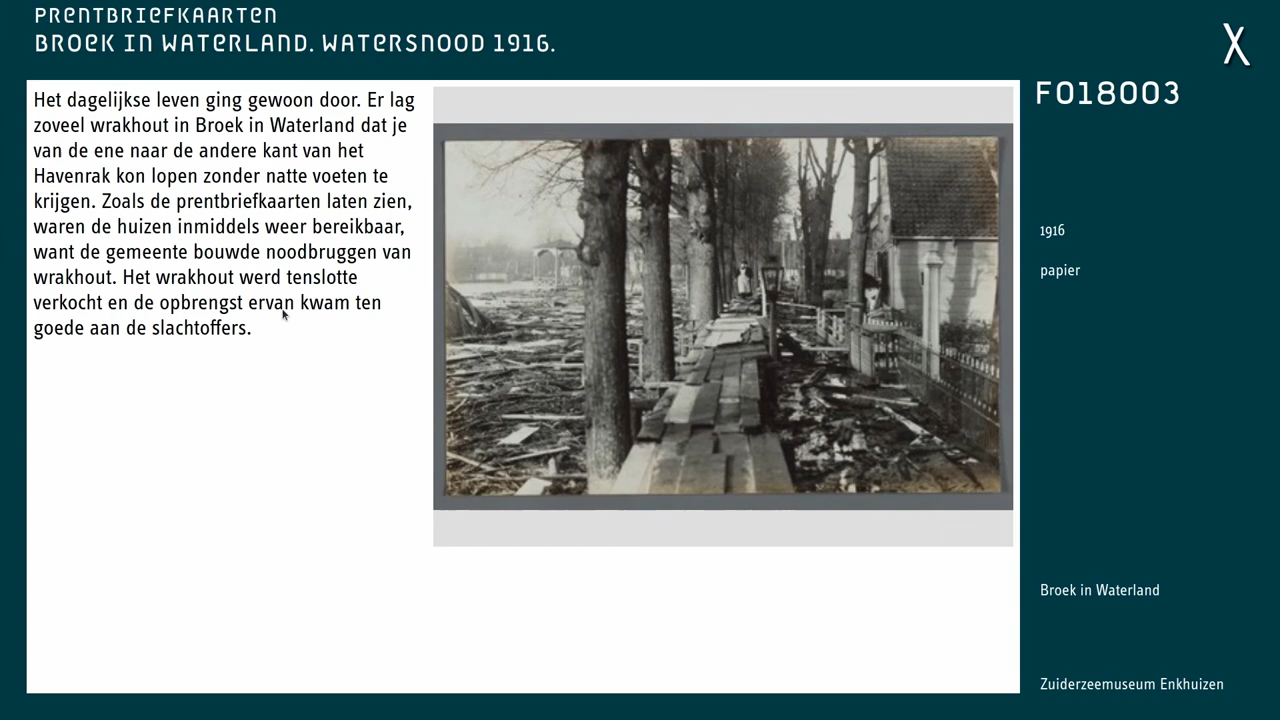 PRENTBRIEFKAARTEN
BROEK IN WATERLAND. WATERSNOOD 1916.
X
Het dagelijkse leven ging gewoon door. Er lag
zoveel wrakhout in Broek in Waterland dat je
van de ene naar de andere kant van het
Havenrak kon lopen zonder natte voeten te
krijgen. Zoals de prentbriefkaarten laten zien,
waren de huizen inmiddels weer bereikbaar,
want de gemeente bouwde noodbruggen van
wrakhout. Het wrakhout werd tenslotte
verkocht en de opbrengst ervan kwam ten
goede aan de slachtoffers.
F018003
1916
papier
Broek in Waterland
Zuiderzeemuseum Enkhuizen